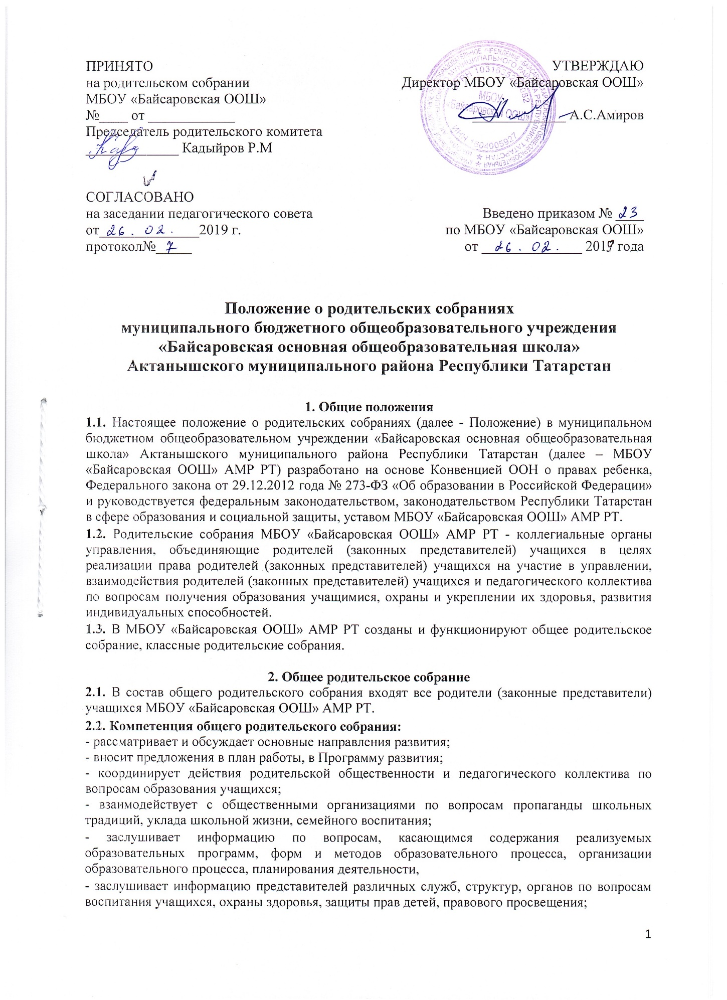 ПРИНЯТО
на родительском собрании
МБОУ «Байсаровская ООШ»
№____ от ____________
Председатель родительского комитета
_____________ Кадыйров Р.М
УТВЕРЖДАЮ
Директор МБОУ «Байсаровская ООШ»
_____________ А.С.Амиров
МБОУ
«Байсаровская ООШ»
ИНН 1604005927
СОГЛАСОВАНО
на заседании педагогического совета
от 26. 02. 2019 г.
протокол№ 7
Введено приказом № 23
по МБОУ «Байсаровская ООШ»
от 26. 02. 2019 года
Положение о родительских собраниях
муниципального бюджетного общеобразовательного учреждения
«Байсаровская основная общеобразовательная школа»
Актанышского муниципального района Республики Татарстан
1. Общие положения
1.1. Настоящее положение о родительских собраниях (далее - Положение) в муниципальном
бюджетном общеобразовательном учреждении «Байсаровская основная общеобразовательная
школа» Актанышского муниципального района Республики Татарстан (далее – МБОУ
«Байсаровская ООШ» АМР РТ) разработано на основе Конвенцией ООН о правах ребенка,
Федерального закона от 29.12.2012 года № 273-ФЗ «Об образовании в Российской Федерации»
и руководствуется федеральным законодательством, законодательством Республики Татарстан
в сфере образования и социальной защиты, уставом МБОУ «Байсаровская ООШ» АМР РТ.
1.2. Родительские собрания МБОУ «Байсаровская ООШ» АМР РТ - коллегиальные органы
управления, объединяющие родителей (законных представителей) учащихся в целях
реализации права родителей (законных представителей) учащихся на участие в управлении,
взаимодействия родителей (законных представителей) учащихся и педагогического коллектива
по вопросам получения образования учащимися, охраны и укреплении их здоровья, развития
индивидуальных способностей.
1.3. В МБОУ «Байсаровская ООШ» АМР РТ созданы и функционируют общее родительское
собрание, классные родительские собрания.
2. Общее родительское собрание
2.1. В состав общего родительского собрания входят все родители (законные представители)
учащихся МБОУ «Байсаровская ООШ» АМР РТ.
2.2. Компетенция общего родительского собрания:
- рассматривает и обсуждает основные направления развития;
- вносит предложения в план работы, в Программу развития;
- координирует действия родительской общественности и педагогического коллектива по
вопросам образования учащихся;
- взаимодействует с общественными организациями по вопросам пропаганды школьных
традиций, уклада школьной жизни, семейного воспитания;
- заслушивает информацию по вопросам, касающимся содержания реализуемых
образовательных программ, форм и методов образовательного процесса, организации
образовательного процесса, планирования деятельности,
- заслушивает информацию представителей различных служб, структур, органов по вопросам
воспитания учащихся, охраны здоровья, защиты прав детей, правового просвещения;
1